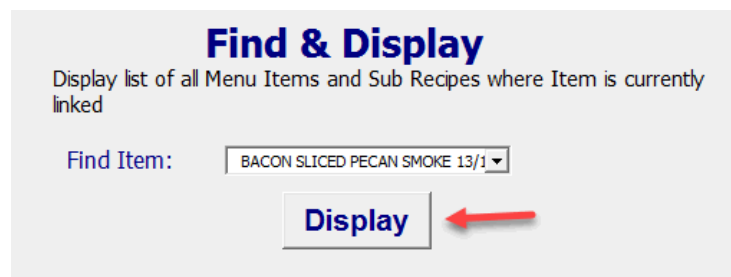 Find & Display
Display list of all Menu Items and Sub Recipes where Item is currently
linked
Find Item: BACON SLICED PECAN SMOKE 13/1
Display